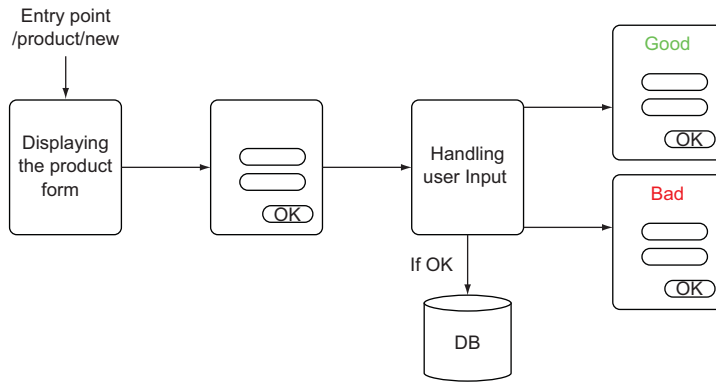 Entry point
/product/new
Displaying
the product
form
OK
Handling
user Input
If OK
DB
Good
OK
Bad
OK